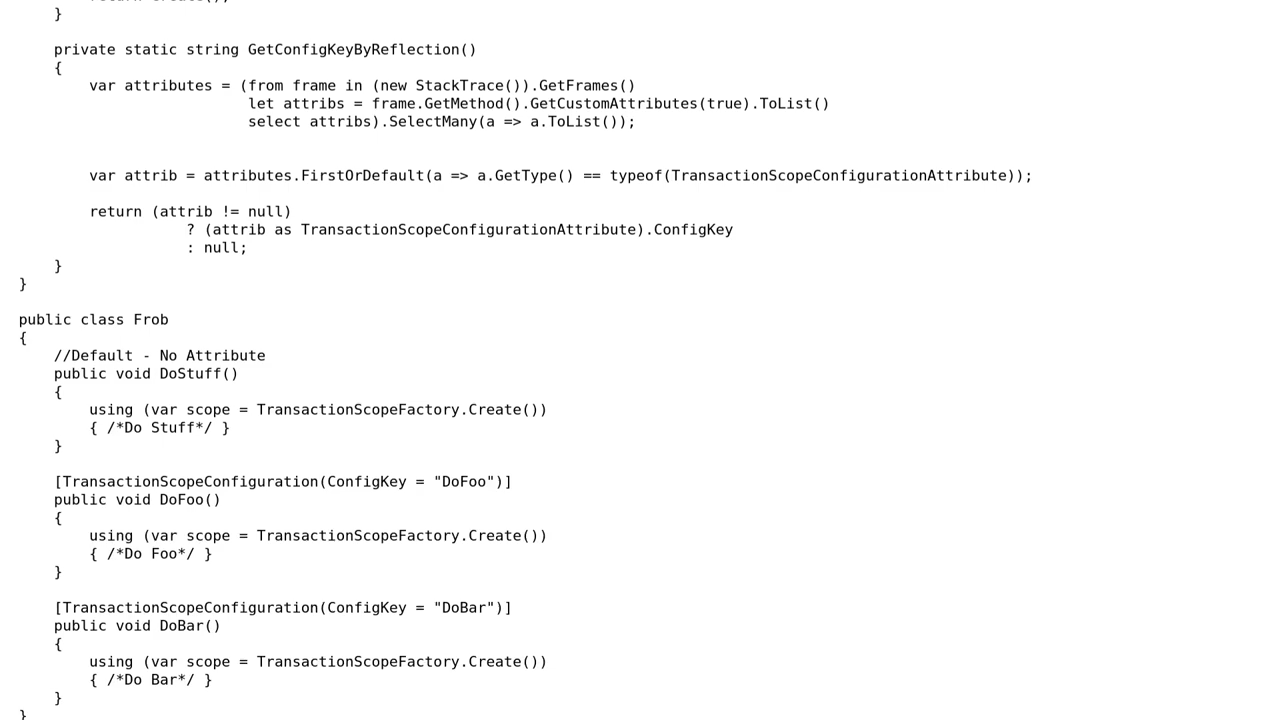 }
private static string GetConfigKeyByReflection()
{
var attributes = (from frame in (new StackTrace()).GetFrames()
let attribs = frame.GetMethod().GetCustomAttributes(true).ToList()
select attribs).SelectMany(a => a.ToList());
var attrib = attributes.FirstOrDefault(a => a.GetType() == typeof(TransactionScopeConfigurationAttribute));
return (attrib != null)
? (attrib as TransactionScopeConfigurationAttribute).ConfigKey
: null;
}
}
public class Frob
{
//Default - No Attribute
public void DoStuff()
{
using (var scope = TransactionScopeFactory.Create())
{ /*Do Stuff*/ }
}
[TransactionScopeConfiguration(ConfigKey = "DoFoo")]
public void DoFoo()
{
using (var scope = TransactionScopeFactory.Create())
{ /*Do Foo*/ }
}
[TransactionScopeConfiguration(ConfigKey = "DoBar")]
public void DoBar()
{
using (var scope = TransactionScopeFactory.Create())
{ /*Do Bar*/ }
}
}